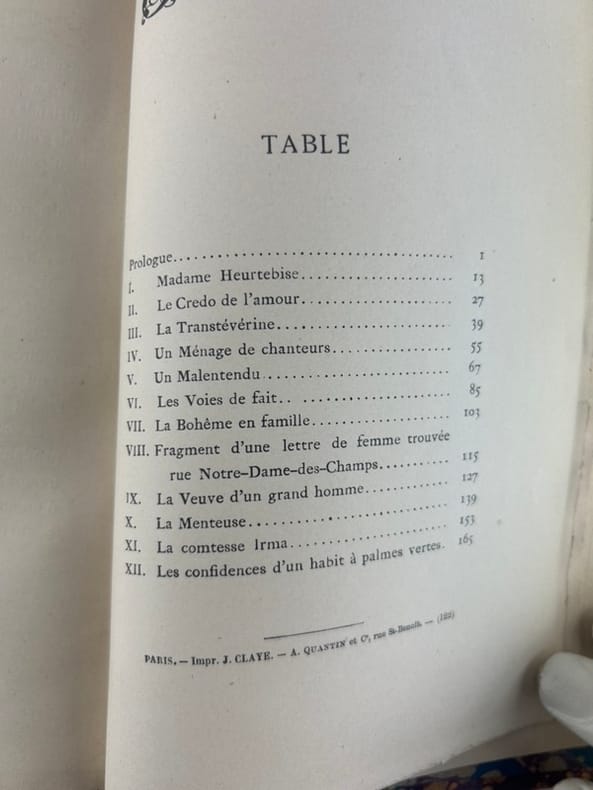 TABLE
Prologue.................................... 1
I. Madame Heurtebise.................... 13
II. Le Credo de l'amour.................... 27
III. La Transtévérine....................... 39
IV. Un Ménage de chanteurs................ 55
V. Un Malentendu......................... 67
VI. Les Voies de fait.. .................... 85
VII. La Bohême en famille.................. 103
VIII. Fragment d'une lettre de femme trouvée
rue Notre-Dame-des-Champs.......... 115
IX. La Veuve d'un grand homme........... 127
X. La Menteuse........................... 139
XI. La comtesse Irma...................... 153
XII. Les confidences d'un habit à palmes vertes. 165
PARIS. — Impr. J. CLAYE. — A. QUANTIN et Cᵉ, rue St-Benoît. — (182)